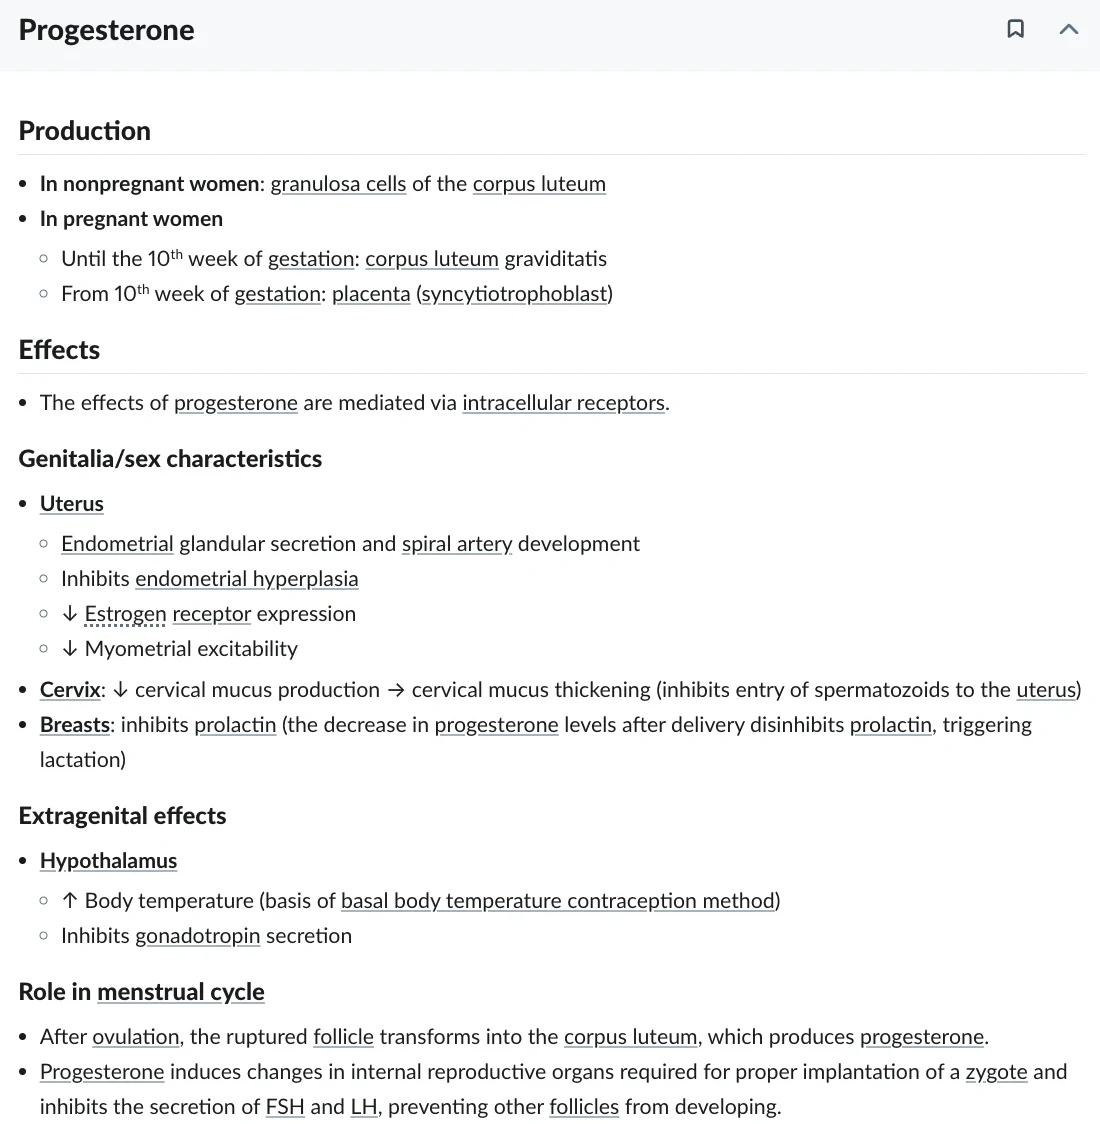 Progesterone
Production
• In nonpregnant women: granulosa cells of the corpus luteum
• In pregnant women
○ Until the 10th week of gestation: corpus luteum graviditatis
○ From 10th week of gestation: placenta (syncytiotrophoblast)
Effects
• The effects of progesterone are mediated via intracellular receptors.
Genitalia/sex characteristics
• Uterus
○ Endometrial glandular secretion and spiral artery development
○ Inhibits endometrial hyperplasia
○ ↓ Estrogen receptor expression
○ ↓ Myometrial excitability
• Cervix: ↓ cervical mucus production → cervical mucus thickening (inhibits entry of spermatozoids to the uterus)
• Breasts: inhibits prolactin (the decrease in progesterone levels after delivery disinhibits prolactin, triggering
lactation)
Extragenital effects
• Hypothalamus
○ ↑ Body temperature (basis of basal body temperature contraception method)
○ Inhibits gonadotropin secretion
Role in menstrual cycle
• After ovulation, the ruptured follicle transforms into the corpus luteum, which produces progesterone.
• Progesterone induces changes in internal reproductive organs required for proper implantation of a zygote and
inhibits the secretion of FSH and LH, preventing other follicles from developing.